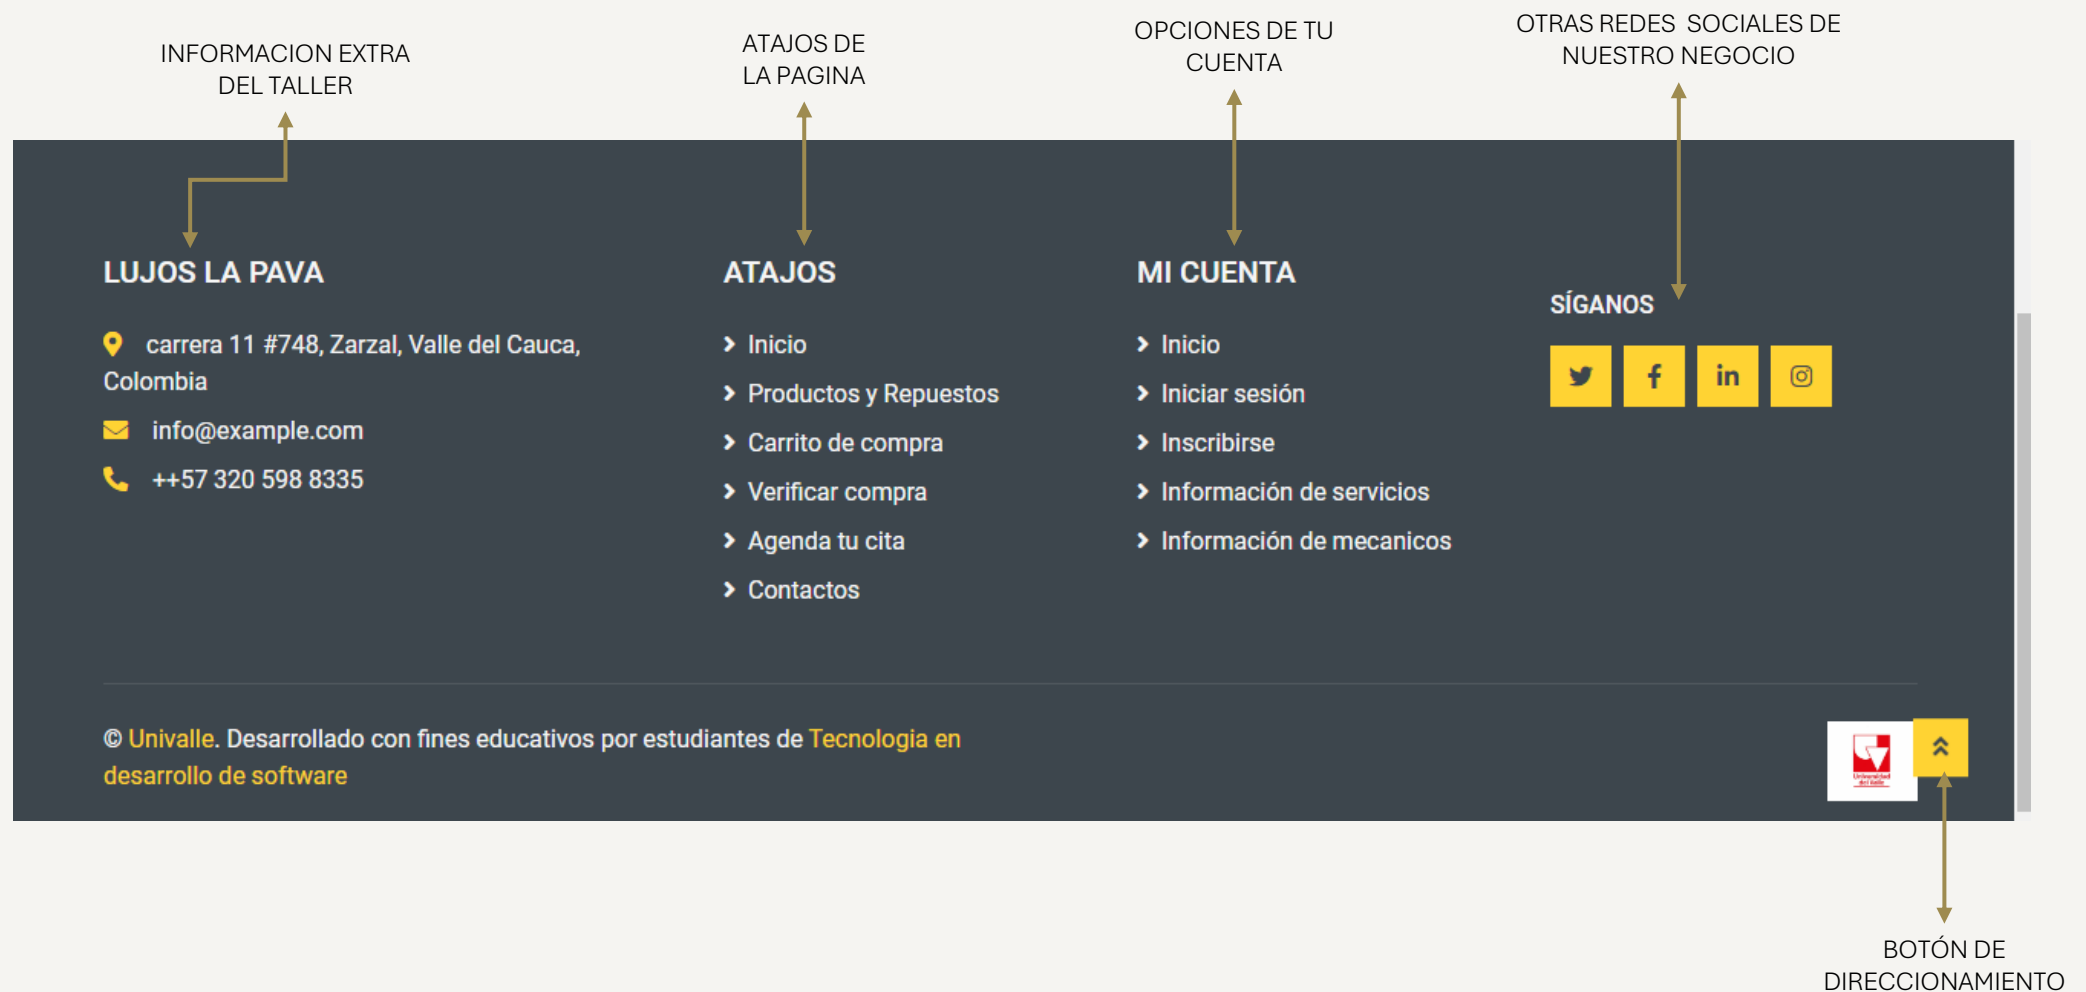 INFORMACION EXTRA
DEL TALLER
ATAJOS DE
LA PAGINA
OPCIONES DE TU
CUENTA
OTRAS REDES SOCIALES DE
NUESTRO NEGOCIO
LUJOS LA PAVA
carrera 11 #748, Zarzal, Valle del Cauca,
Colombia
info@example.com
++57 320 598 8335
ATAJOS
Inicio
Productos y Repuestos
Carrito de compra
Verificar compra
Agenda tu cita
Contactos
MI CUENTA
Inicio
Iniciar sesión
Inscribirse
Información de servicios
Información de mecanicos
SÍGANOS
© Univalle. Desarrollado con fines educativos por estudiantes de Tecnologia en
desarrollo de software
Universidad
del Valle
BOTÓN DE
DIRECCIONAMIENTO